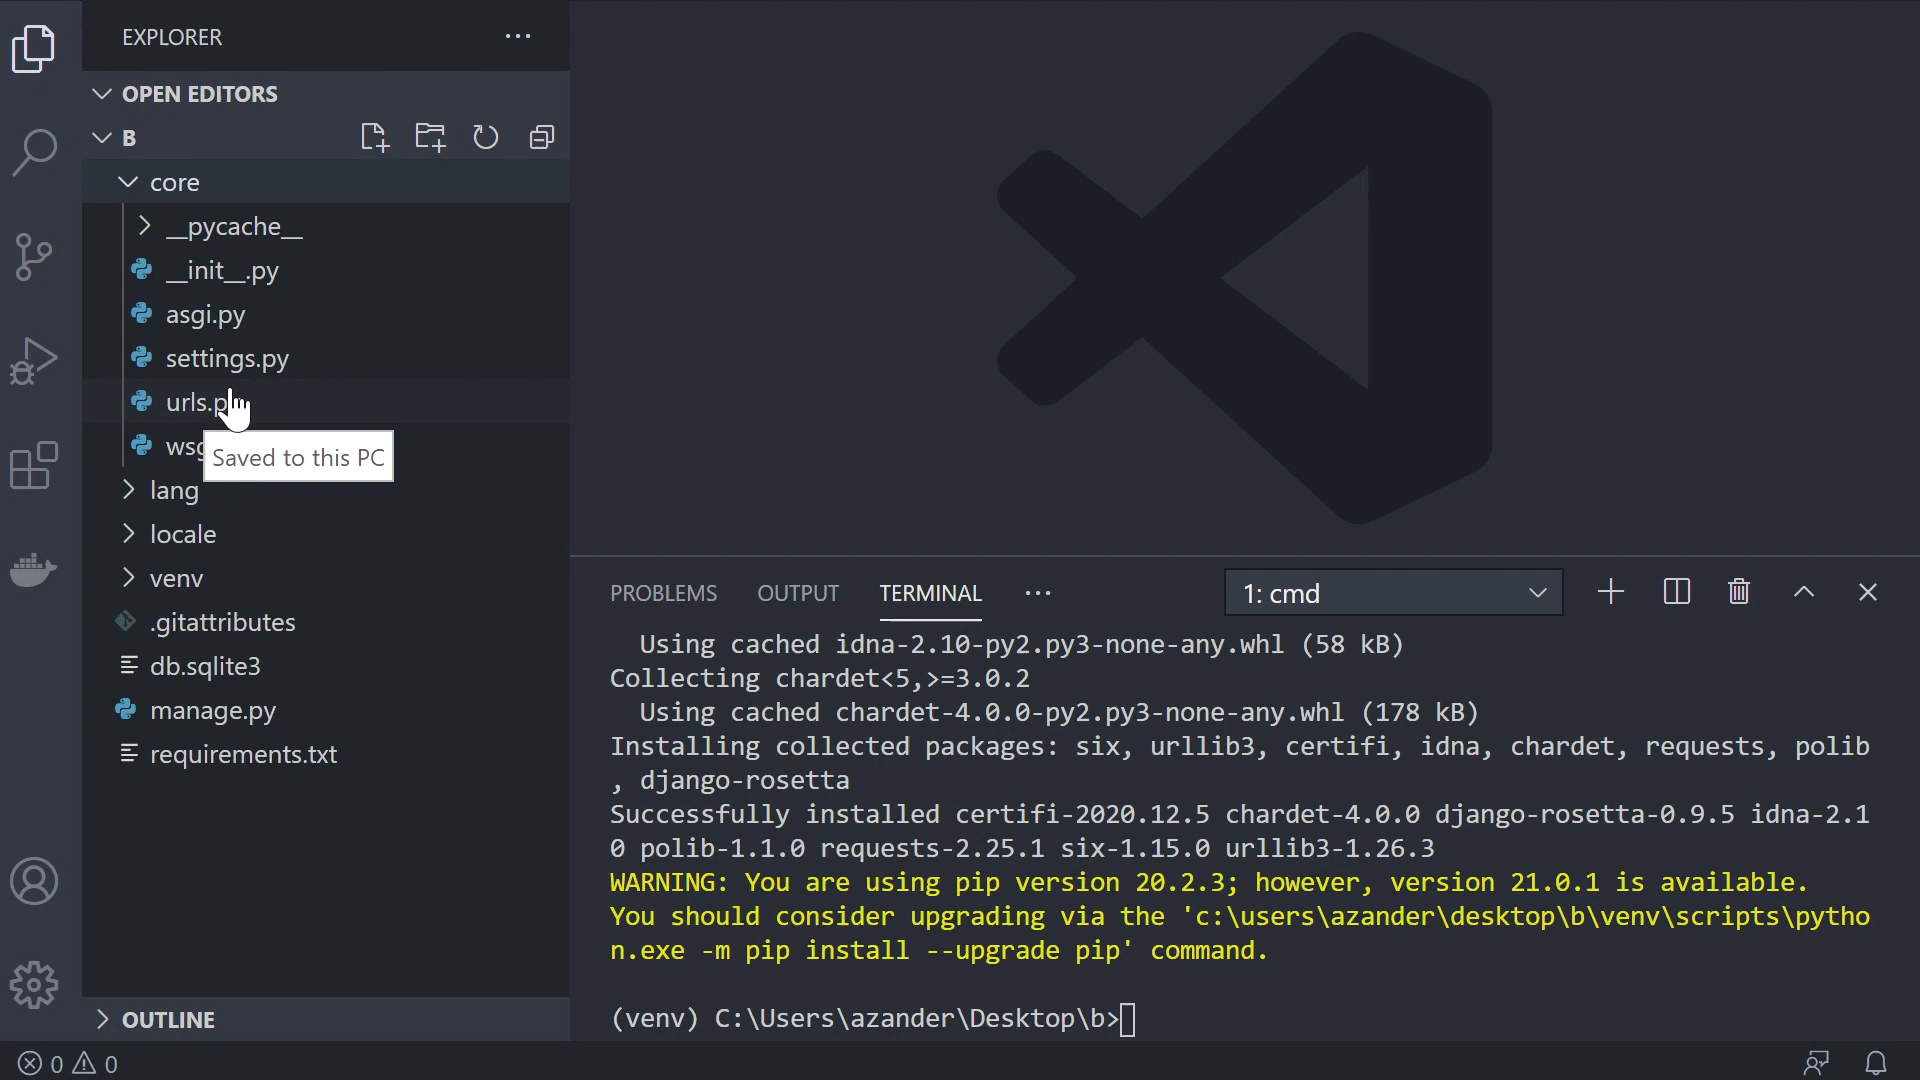 EXPLORER
OPEN EDITORS
B
core
__pycache__
__init__.py
asgi.py
settings.py
urls.p
wsg
Saved to this PC
lang
locale
venv
.gitattributes
db.sqlite3
manage.py
requirements.txt
OUTLINE
PROBLEMS OUTPUT TERMINAL 1: cmd
Using cached idna-2.10-py2.py3-none-any.whl (58 kB)
Collecting chardet<5,>=3.0.2
Using cached chardet-4.0.0-py2.py3-none-any.whl (178 kB)
Installing collected packages: six, urllib3, certifi, idna, chardet, requests, polib
, django-rosetta
Successfully installed certifi-2020.12.5 chardet-4.0.0 django-rosetta-0.9.5 idna-2.1
0 polib-1.1.0 requests-2.25.1 six-1.15.0 urllib3-1.26.3
WARNING: You are using pip version 20.2.3; however, version 21.0.1 is available.
You should consider upgrading via the 'c:\users\azander\desktop\b\venv\scripts\pytho
n.exe -m pip install --upgrade pip' command.
(venv) C:\Users\azander\Desktop\b>
0 0